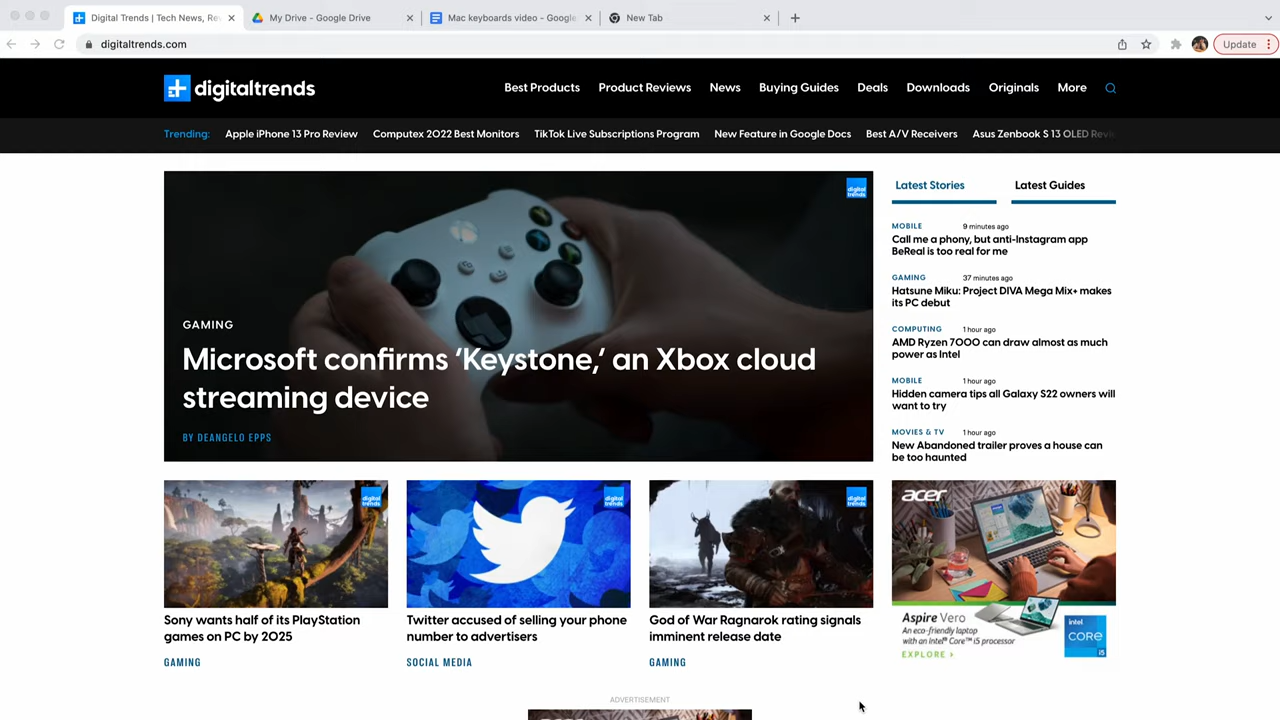 Digital Trends | Tech News, Re
My Drive - Google Drive
Mac keyboards video - Google
New Tab
digitaltrends.com
Update
digitaltrends
Best Products
Product Reviews
News
Buying Guides
Deals
Downloads
Originals
More
Trending:
Apple iPhone 13 Pro Review
Computex 2022 Best Monitors
TikTok Live Subscriptions Program
New Feature in Google Docs
Best A/V Receivers
Asus Zenbook S 13 OLED Revi
digital
trends
GAMING
Microsoft confirms 'Keystone,' an Xbox cloud
streaming device
BY DEANGELO EPPS
Latest Stories
Latest Guides
MOBILE 9 minutes ago
Call me a phony, but anti-Instagram app
BeReal is too real for me
GAMING 37 minutes ago
Hatsune Miku: Project DIVA Mega Mix+ makes
its PC debut
COMPUTING 1 hour ago
AMD Ryzen 7000 can draw almost as much
power as Intel
MOBILE 1 hour ago
Hidden camera tips all Galaxy S22 owners will
want to try
MOVIES & TV 1 hour ago
New Abandoned trailer proves a house can
be too haunted
digital
trends
Sony wants half of its PlayStation
games on PC by 2025
GAMING
digital
trends
Twitter accused of selling your phone
number to advertisers
SOCIAL MEDIA
digital
trends
God of War Ragnarok rating signals
imminent release date
GAMING
acer
Aspire Vero
An eco-friendly laptop
with an Intel® Core™ i5 processor
EXPLORE >
intel
CORE
i5
ADVERTISEMENT